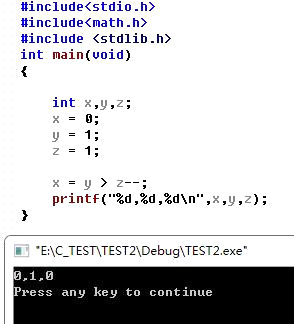 #include<stdio.h>
#include<math.h>
#include <stdlib.h>
int main(void)
{
int x,y,z;
x = 0;
y = 1;
z = 1;
x = y > z--;
printf("%d,%d,%d\n",x,y,z);
}
"E:\C_TEST\TEST2\Debug\TEST2.exe"
0,1,0
Press any key to continue